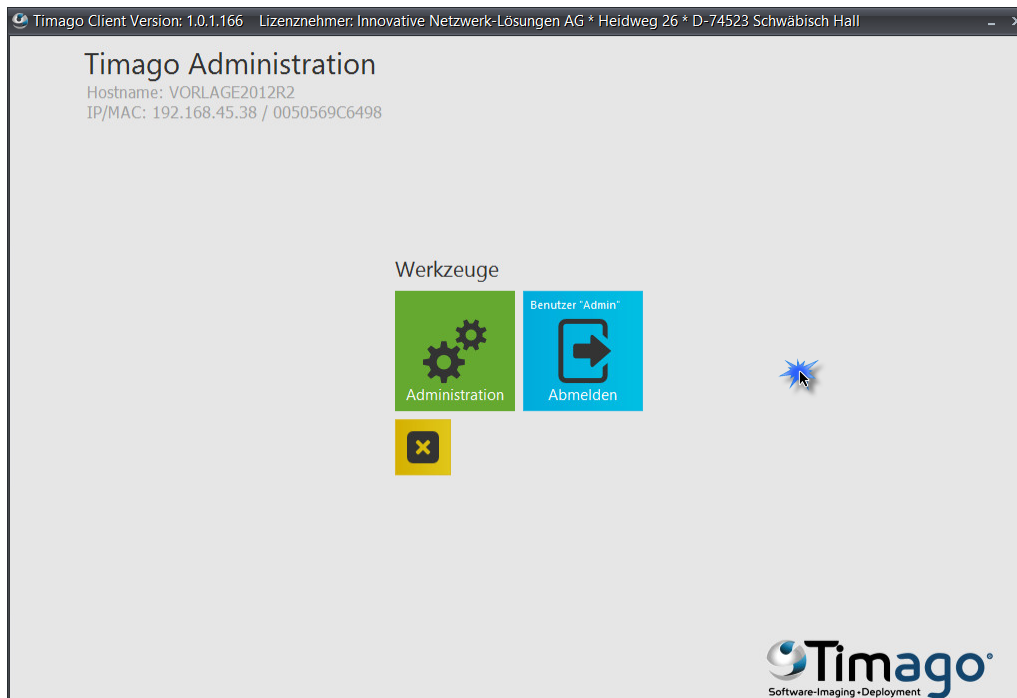 Timago Client Version: 1.0.1.166 Lizenznehmer: Innovative Netzwerk-Lösungen AG * Heidweg 26 * D-74523 Schwäbisch Hall
Timago Administration
Hostname: VORLAGE2012R2
IP/MAC: 192.168.45.38 / 0050569C6498
Werkzeuge
Administration
Benutzer "Admin"
Abmelden
Timago
Software-Imaging • Deployment